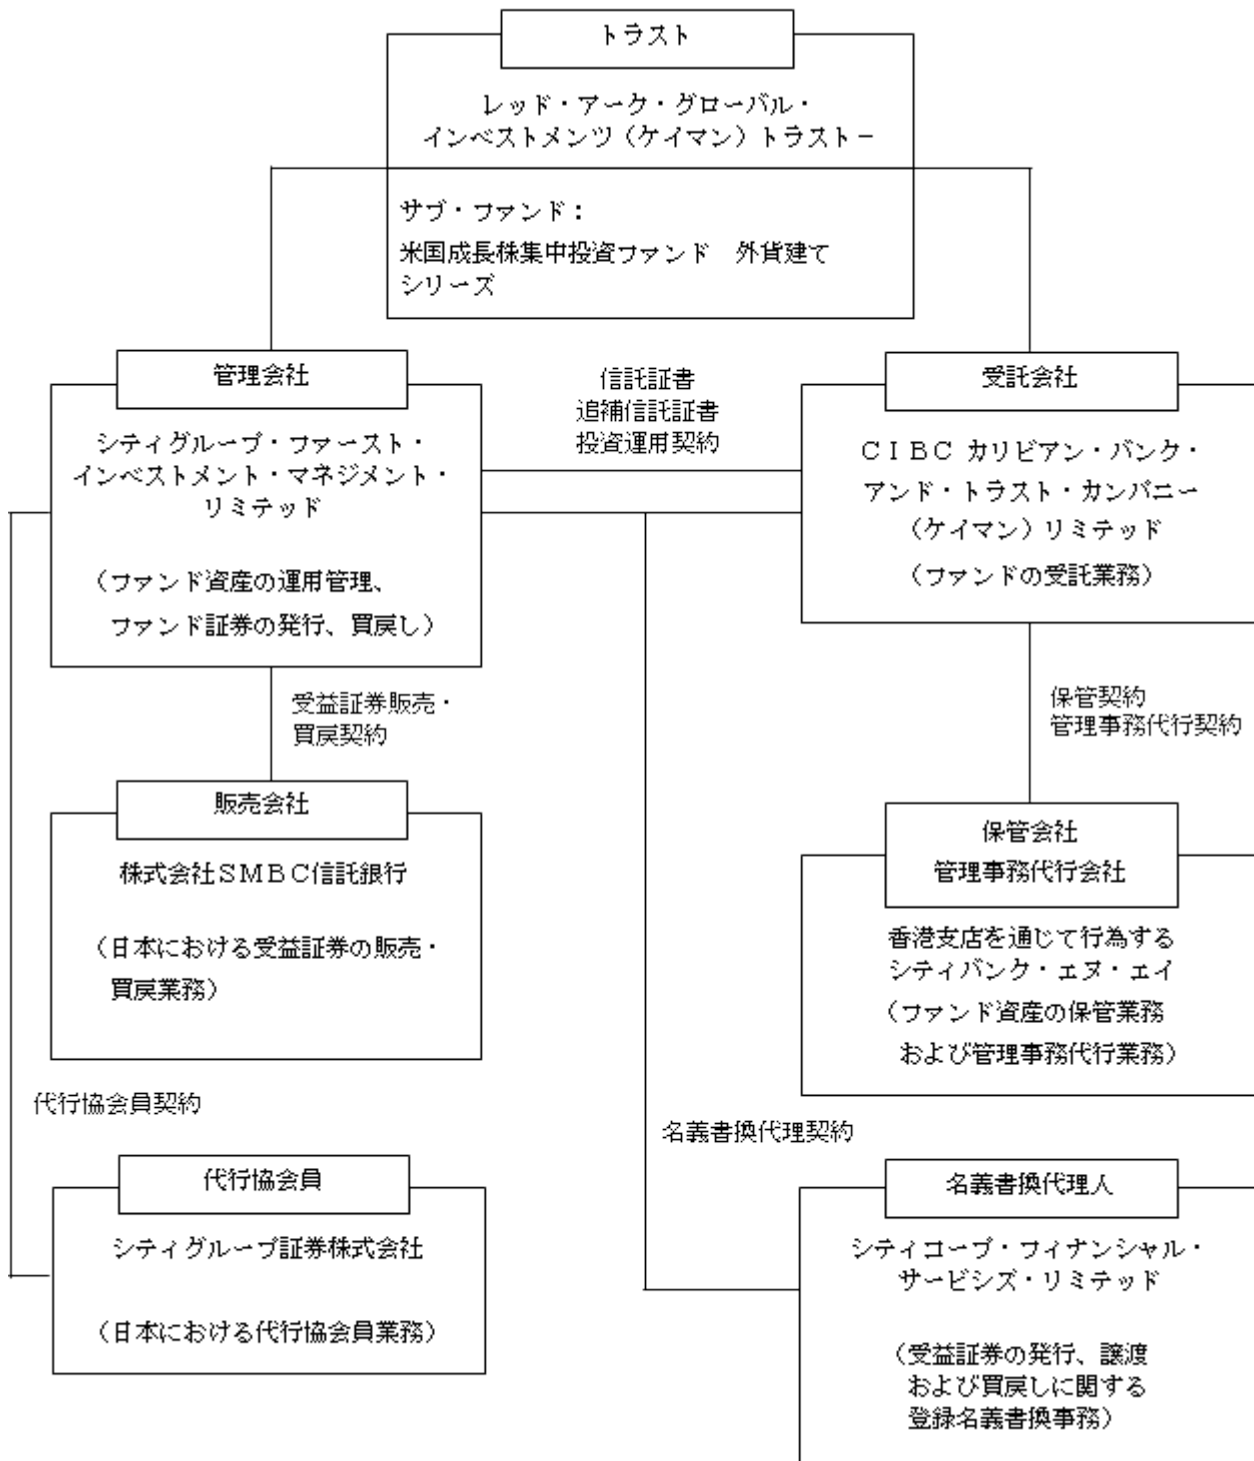 トラスト
レッド・アーク・グローバル・
インベストメンツ（ケイマン）トラスト－
サブ・ファンド：
米国成長株集中投資ファンド　外貨建て
シリーズ
管理会社
シティグループ・ファースト・
インベストメント・マネジメント・
リミテッド
（ファンド資産の運用管理、
ファンド証券の発行、買戻し）
信託証書
追補信託証書
投資運用契約
受託会社
ＣＩＢＣ カリビアン・バンク・
アンド・トラスト・カンパニー
（ケイマン）リミテッド
（ファンドの受託業務）
受益証券販売・
買戻契約
保管契約
管理事務代行契約
販売会社
株式会社ＳＭＢＣ信託銀行
（日本における受益証券の販売・
買戻業務）
保管会社
管理事務代行会社
香港支店を通じて行為する
シティバンク・エヌ・エイ
（ファンド資産の保管業務
および管理事務代行業務）
代行協会員契約
名義書換代理契約
代行協会員
シティグループ証券株式会社
（日本における代行協会員業務）
名義書換代理人
シティコープ・フィナンシャル・
サービシズ・リミテッド
（受益証券の発行、譲渡
および買戻しに関する
登録名義書換事務）